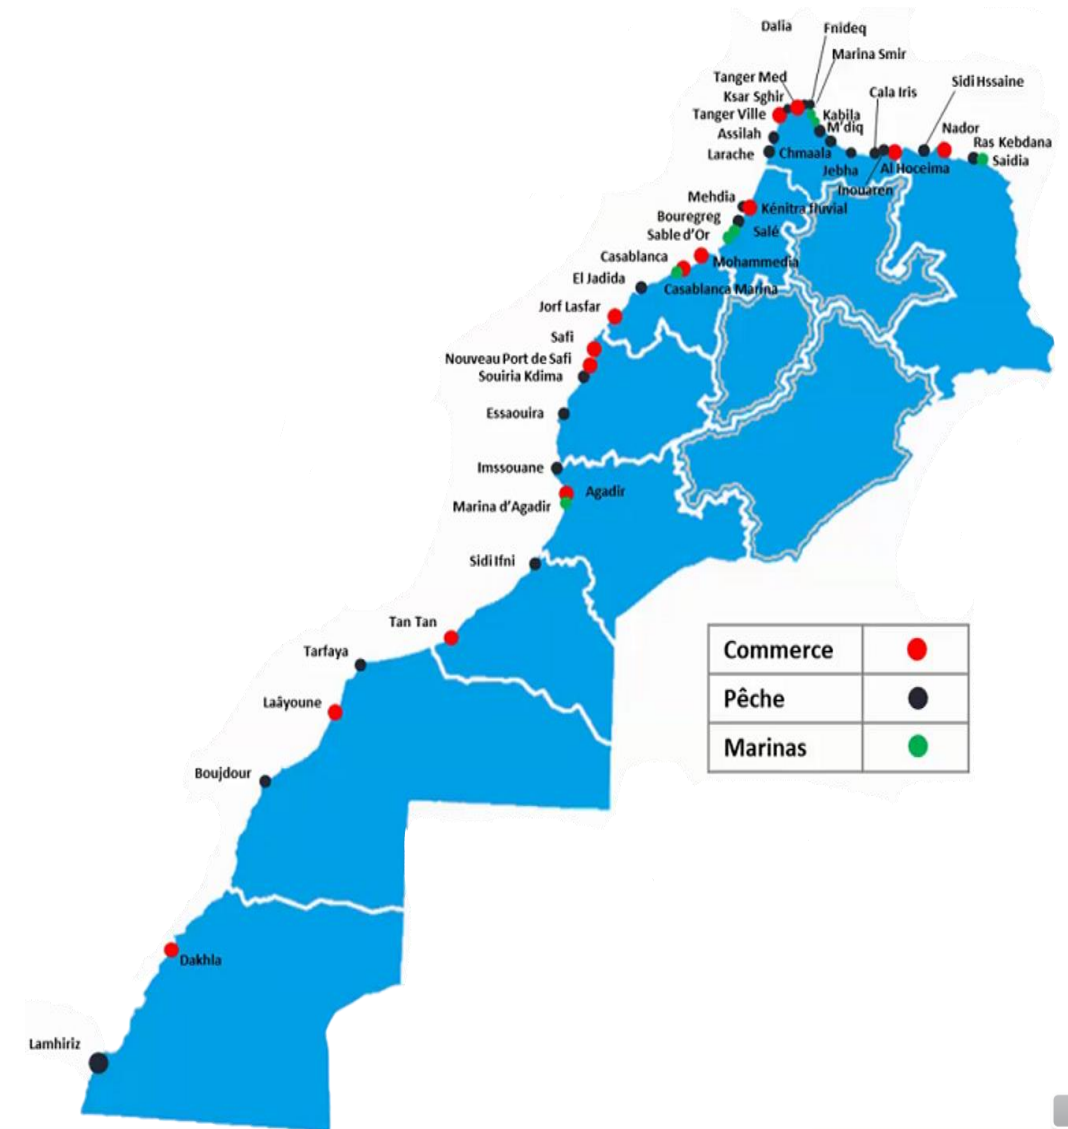 Dalia
Fnideq
Marina Smir
Tanger Med
Sidi Hssaine
Cala Iris
Ksar Sghir
Tanger Ville
Kabila
M'diq
Nador
Assilah
Ras Kebdana
Larache
Chmaala
Saidia
Jebha
Al Hoceima
Inouaren
Mehdia
Kénitra fluvial
Bouregreg
Salé
Sable d'Or
Casablanca
Mohammedia
El Jadida
Casablanca Marina
Jorf Lasfar
Safi
Nouveau Port de Safi
Souiria Kdima
Essaouira
Imssouane
Agadir
Marina d'Agadir
Sidi Ifni
Tan Tan
Tarfaya
Laâyoune
Boujdour
Dakhla
Lamhiriz
Commerce
Pêche
Marinas